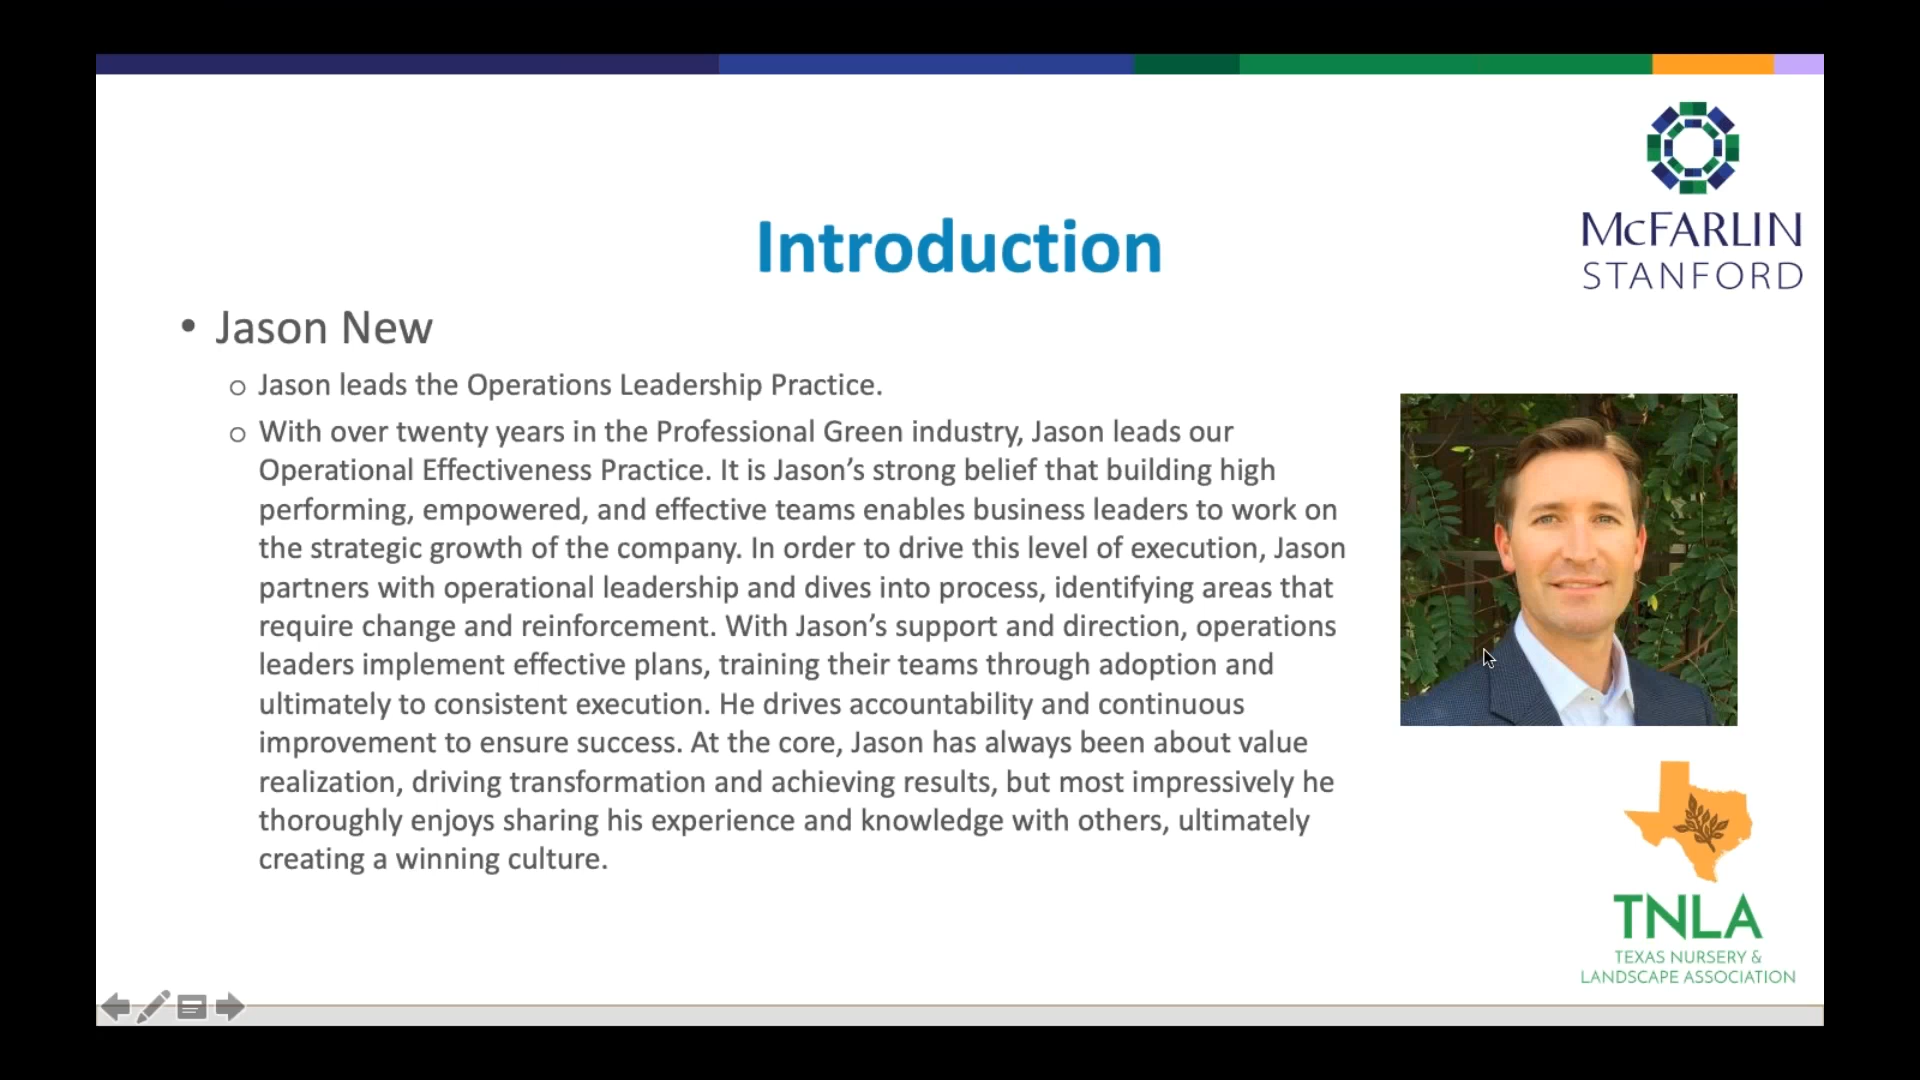 McFARLIN
STANFORD
Introduction
• Jason New
o Jason leads the Operations Leadership Practice.
o With over twenty years in the Professional Green industry, Jason leads our
Operational Effectiveness Practice. It is Jason’s strong belief that building high
performing, empowered, and effective teams enables business leaders to work on
the strategic growth of the company. In order to drive this level of execution, Jason
partners with operational leadership and dives into process, identifying areas that
require change and reinforcement. With Jason’s support and direction, operations
leaders implement effective plans, training their teams through adoption and
ultimately to consistent execution. He drives accountability and continuous
improvement to ensure success. At the core, Jason has always been about value
realization, driving transformation and achieving results, but most impressively he
thoroughly enjoys sharing his experience and knowledge with others, ultimately
creating a winning culture.
TNLA
TEXAS NURSERY &
LANDSCAPE ASSOCIATION